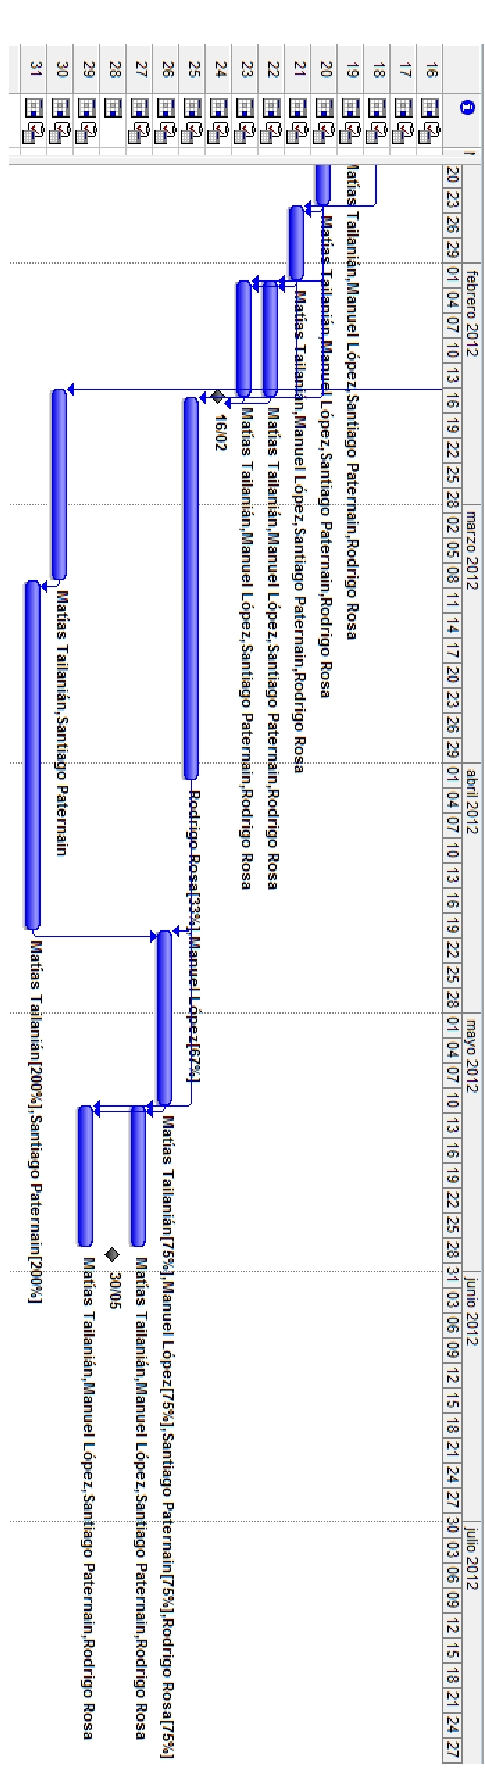 febrero 2012 marzo 2012 abril 2012 mayo 2012 junio 2012 julio 2012
20 23 26 29 01 04 07 10 13 16 19 22 25 28 02 05 08 11 14 17 20 23 26 29 01 04 07 10 13 16 19 22 25 28 01 04 07 10 13 16 19 22 25 28 31 03 06 09 12 15 18 21 24 27 30 03 06 09 12 15 18 21 24 27
16
17
18
19 Matías Tailanián,Manuel López,Santiago Paternain,Rodrigo Rosa
20 Matías Tailanián,Manuel López,Santiago Paternain,Rodrigo Rosa
21 Matías Tailanián,Manuel López,Santiago Paternain,Rodrigo Rosa
22 Matías Tailanián,Manuel López,Santiago Paternain,Rodrigo Rosa
23 Matías Tailanián,Manuel López,Santiago Paternain,Rodrigo Rosa
24 16/02
25 Rodrigo Rosa[33%],Manuel López[67%]
26 Matías Tailanián[75%],Manuel López[75%],Santiago Paternain[75%],Rodrigo Rosa[75%]
27 Matías Tailanián,Manuel López,Santiago Paternain,Rodrigo Rosa
28 30/05
29 Matías Tailanián,Manuel López,Santiago Paternain,Rodrigo Rosa
30 Matías Tailanián,Santiago Paternain
31 Matías Tailanián[200%],Santiago Paternain[200%]